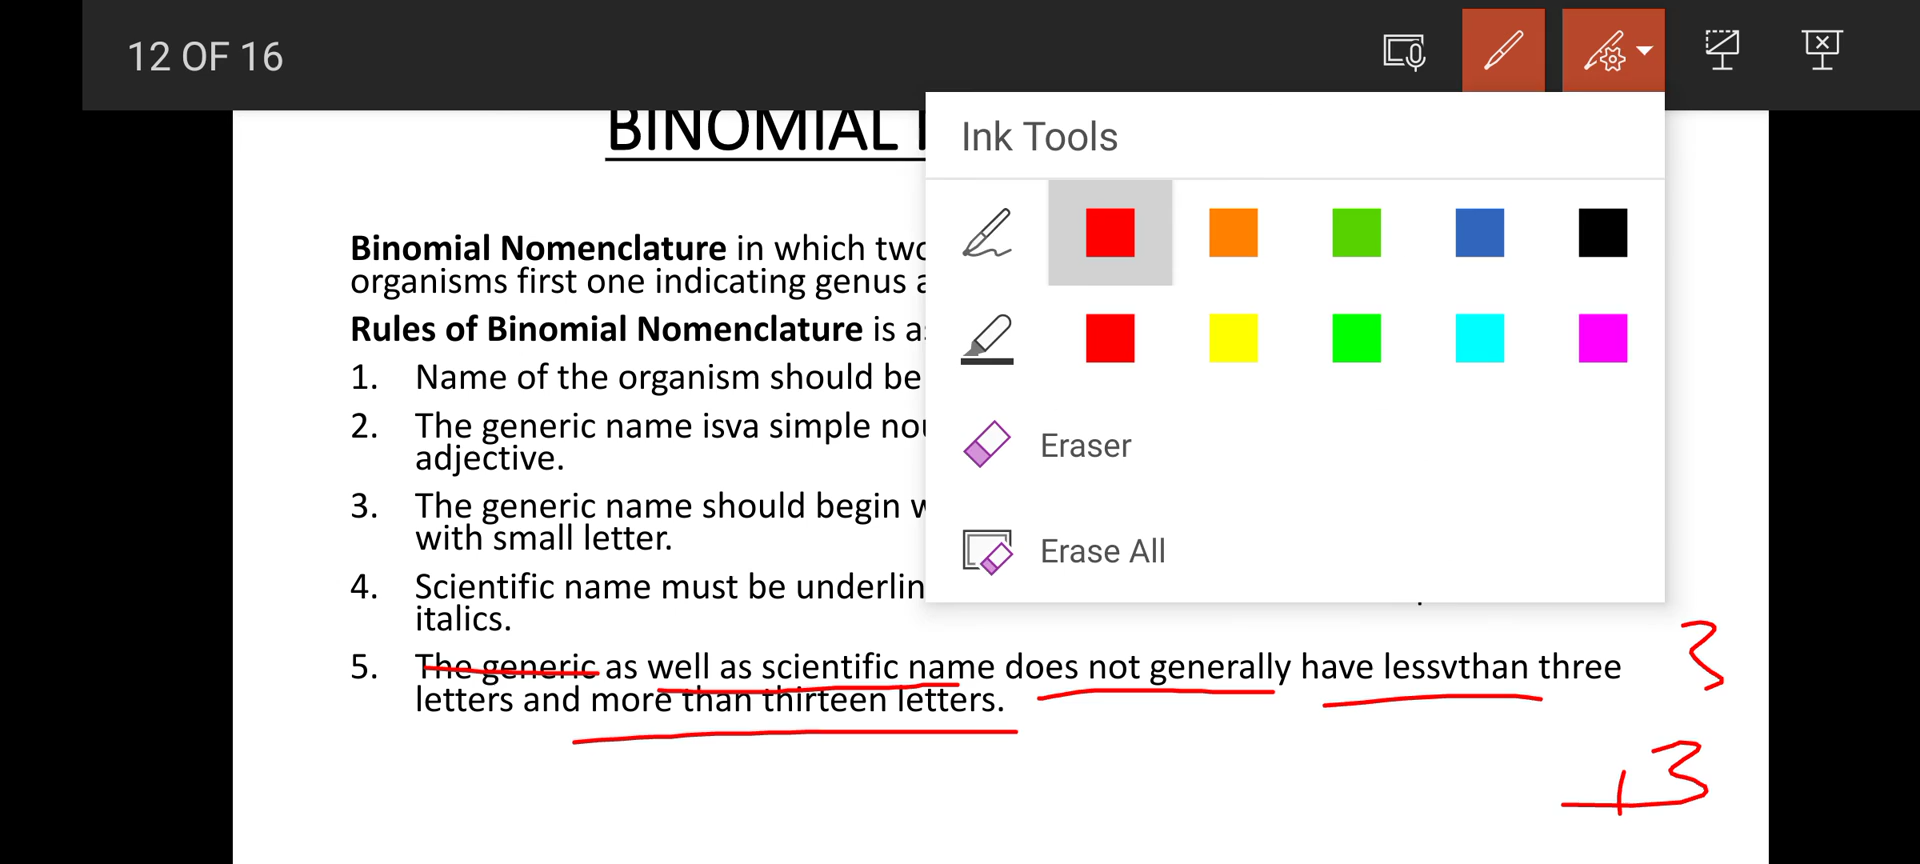 12 OF 16
BINOMIAL
Ink Tools
Binomial Nomenclature in which two
organisms first one indicating genus
Rules of Binomial Nomenclature is
1. Name of the organism should be
2. The generic name isva simple
adjective.
3. The generic name should begin
with small letter.
4. Scientific name must be
italics.
Eraser
Erase All
5. The generic as well as scientific name does not generally have lessvthan three
letters and more than thirteen letters.
3
13